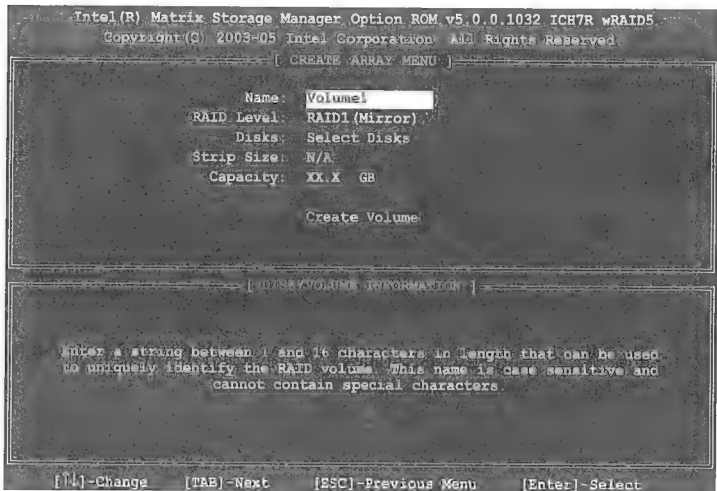 Intel(R) Matrix Storage Manager Option ROM v5.0.0.1032 ICH7R wRAID5
Copyright(C) 2003-05 Intel Corporation. All Rights Reserved.
[ CREATE ARRAY MENU ]
Name: Volume1
RAID Level: RAID1(Mirror)
Disks: Select Disks
Strip Size: N/A
Capacity: XX.X GB
Create Volume
[ DISK/VOLUME INFORMATION ]
Enter a string between 1 and 16 characters in length that can be used
to uniquely identify the RAID volume. This name is case sensitive and
cannot contain special characters.
[↑↓]-Change [TAB]-Next [ESC]-Previous Menu [Enter]-Select